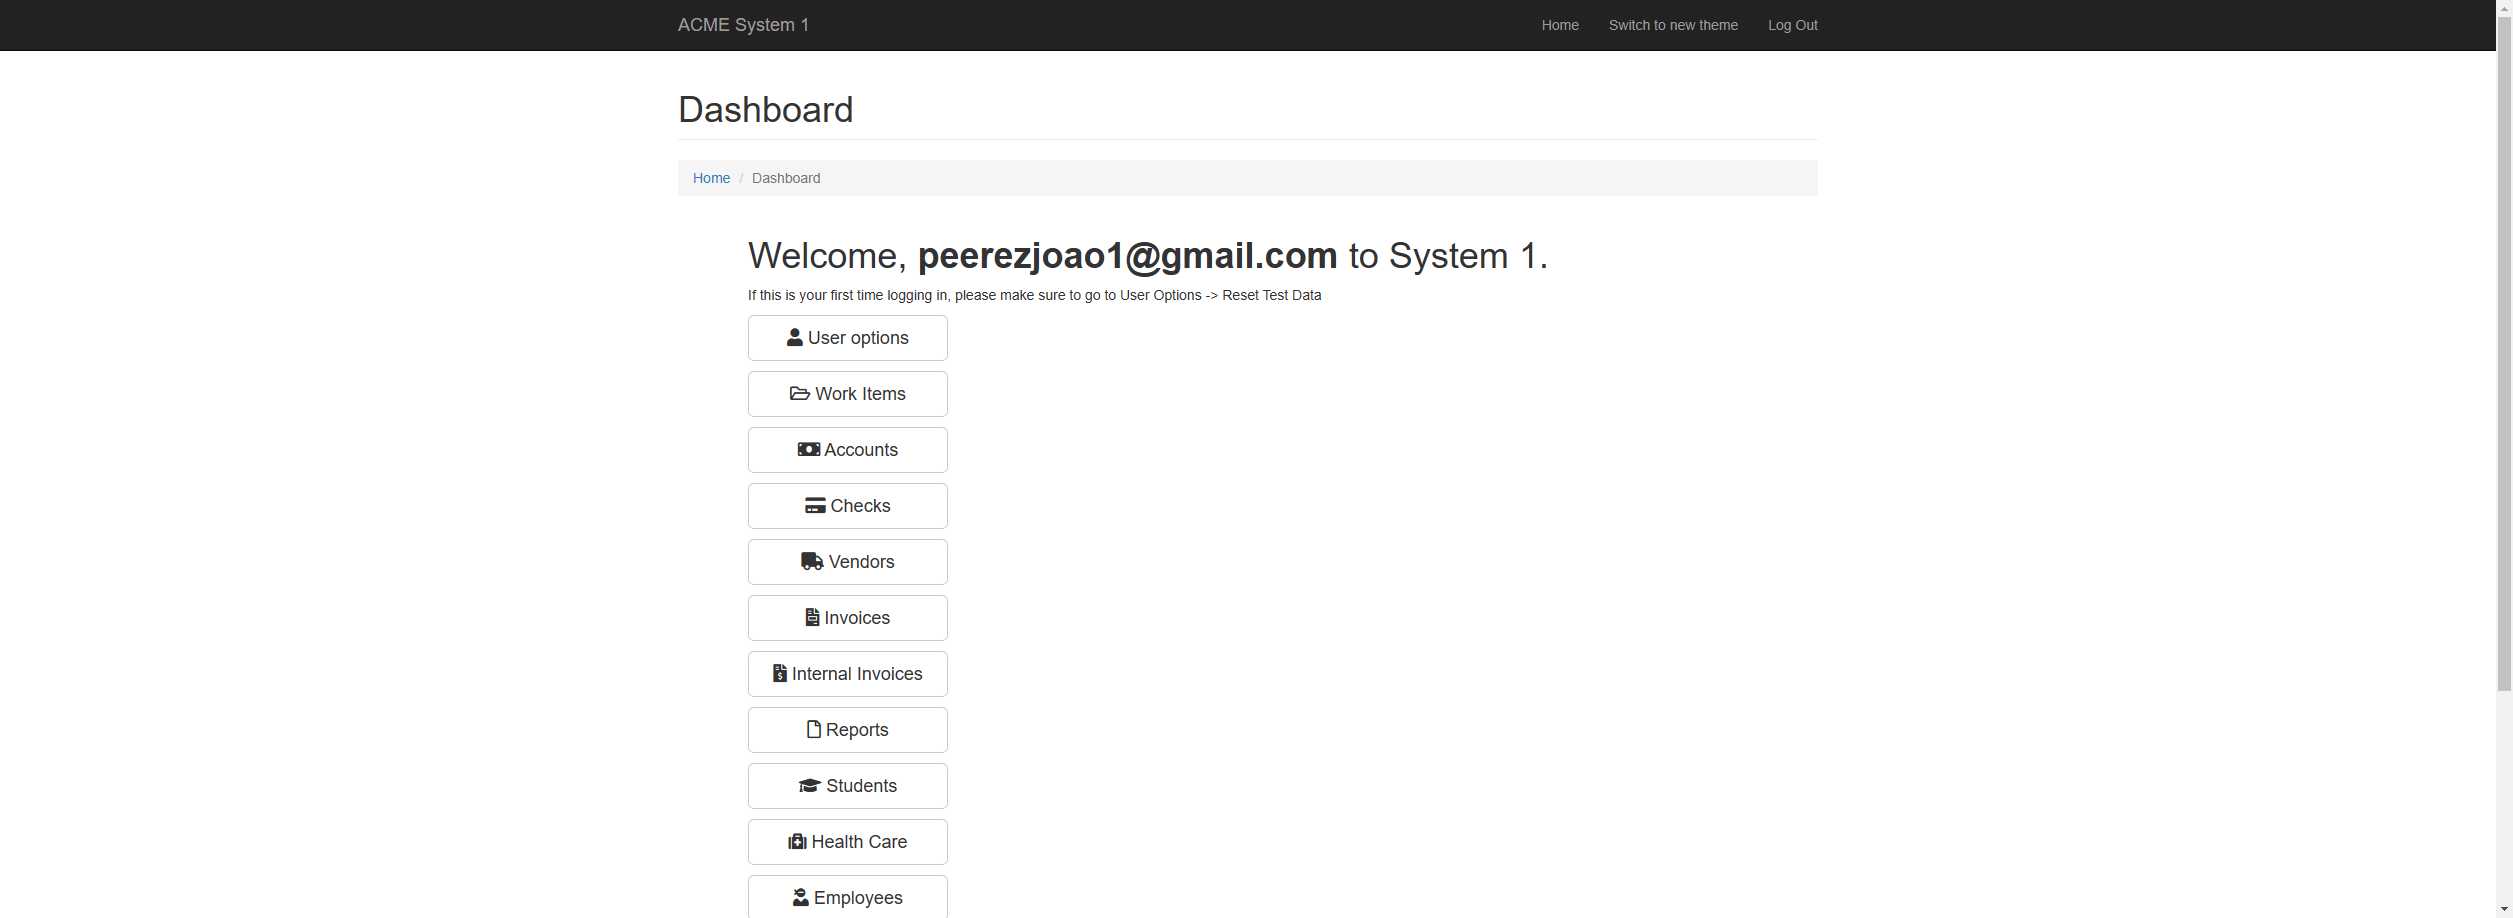 ACME System 1
Home
Switch to new theme
Log Out
Dashboard
Home / Dashboard
Welcome, peerezjoao1@gmail.com to System 1.
If this is your first time logging in, please make sure to go to User Options -> Reset Test Data
User options
Work Items
Accounts
Checks
Vendors
Invoices
Internal Invoices
Reports
Students
Health Care
Employees